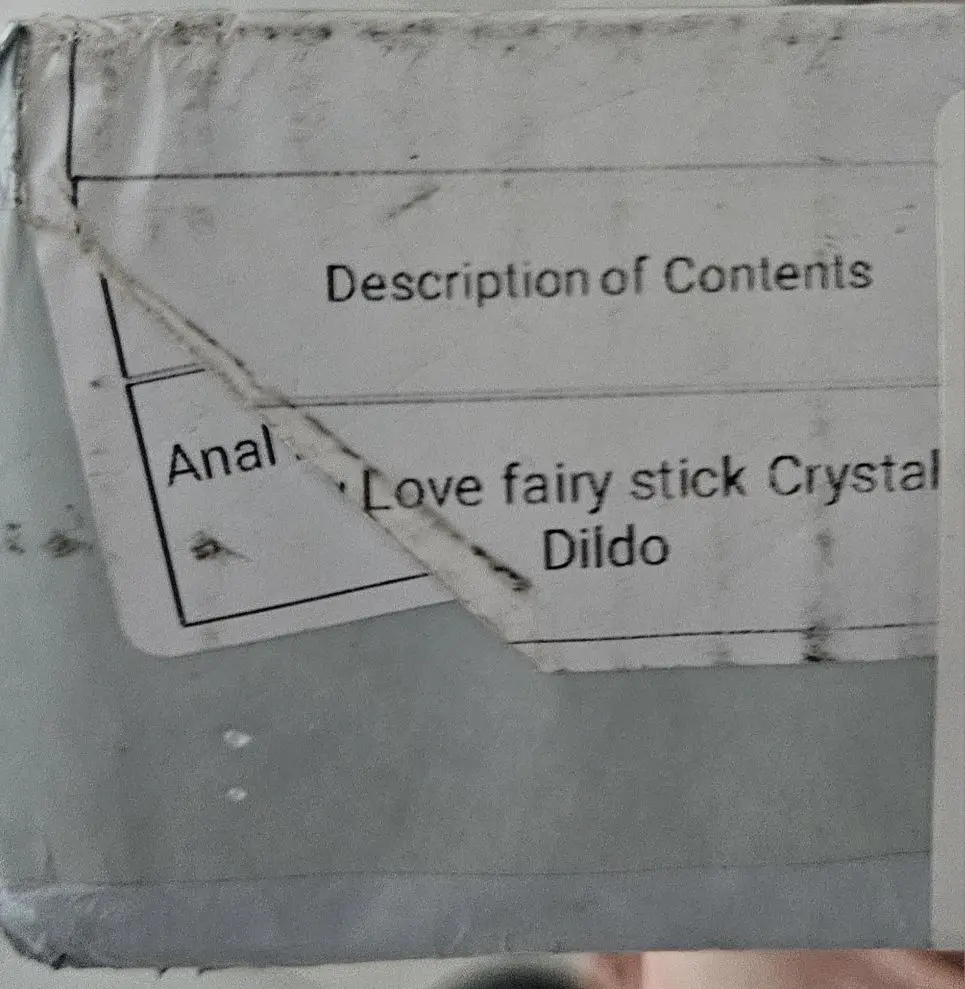 Description of Contents
Anal Love fairy stick Crystal
Dildo